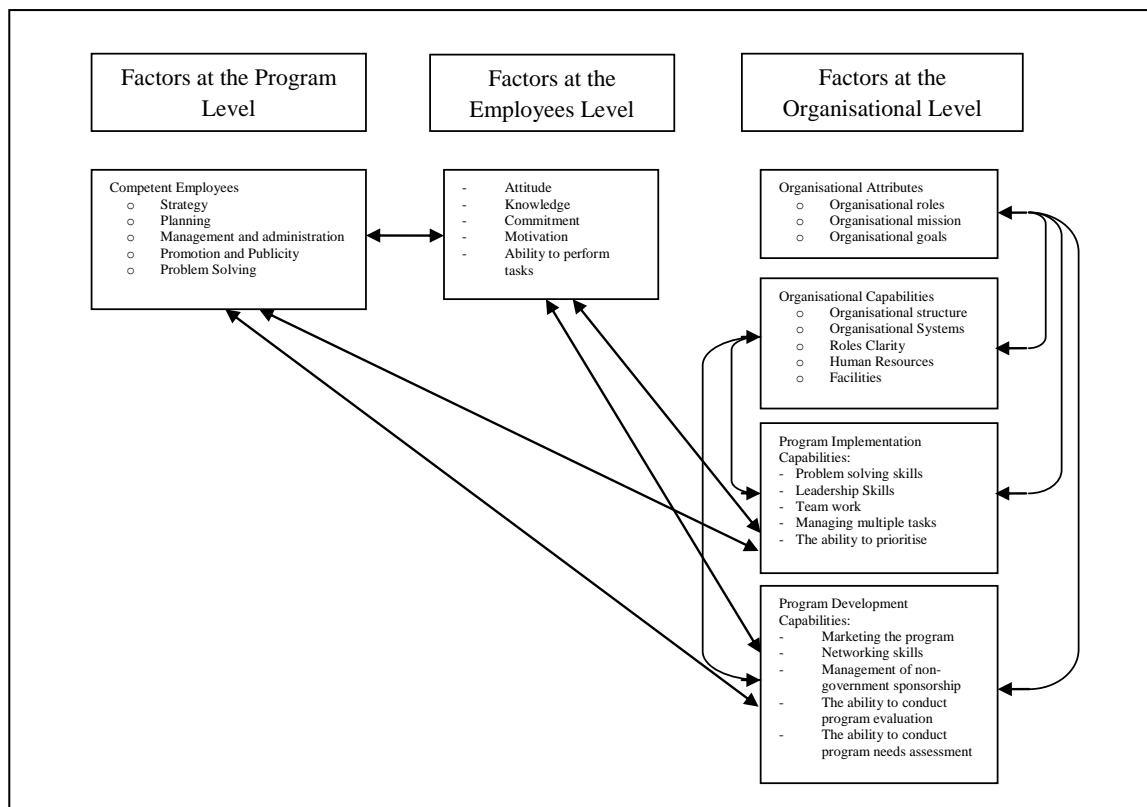 Factors at the Program
Level
Factors at the
Employees Level
Factors at the
Organisational Level
Competent Employees
o Strategy
o Planning
o Management and administration
o Promotion and Publicity
o Problem Solving
- Attitude
- Knowledge
- Commitment
- Motivation
- Ability to perform
tasks
Organisational Attributes
o Organisational roles
o Organisational mission
o Organisational goals
Organisational Capabilities
o Organisational structure
o Organisational Systems
o Roles Clarity
o Human Resources
o Facilities
Program Implementation
Capabilities:
- Problem solving skills
- Leadership Skills
- Team work
- Managing multiple tasks
- The ability to prioritise
Program Development
Capabilities:
- Marketing the program
- Networking skills
- Management of non-
government sponsorship
- The ability to conduct
program evaluation
- The ability to conduct
program needs assessment